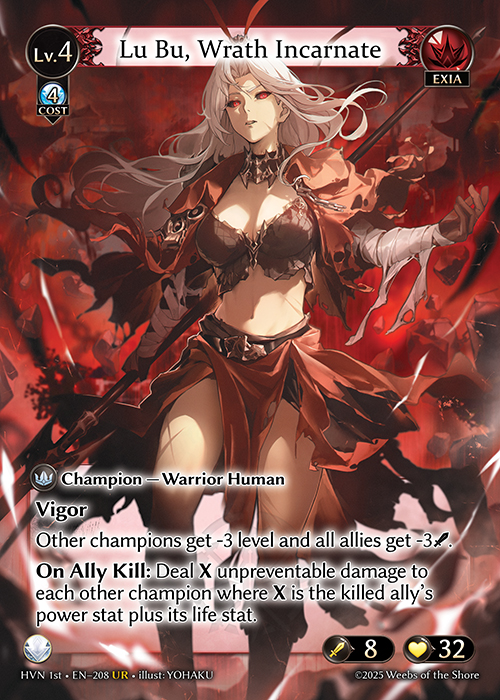 Lv.4
Lu Bu, Wrath Incarnate
EXIA
4
COST
Champion — Warrior Human
Vigor
Other champions get -3 level and all allies get -3.
On Ally Kill: Deal X unpreventable damage to
each other champion where X is the killed ally's
power stat plus its life stat.
8
32
HVN 1st • EN-208 UR • illust: YOHAKU
©2025 Weebs of the Shore